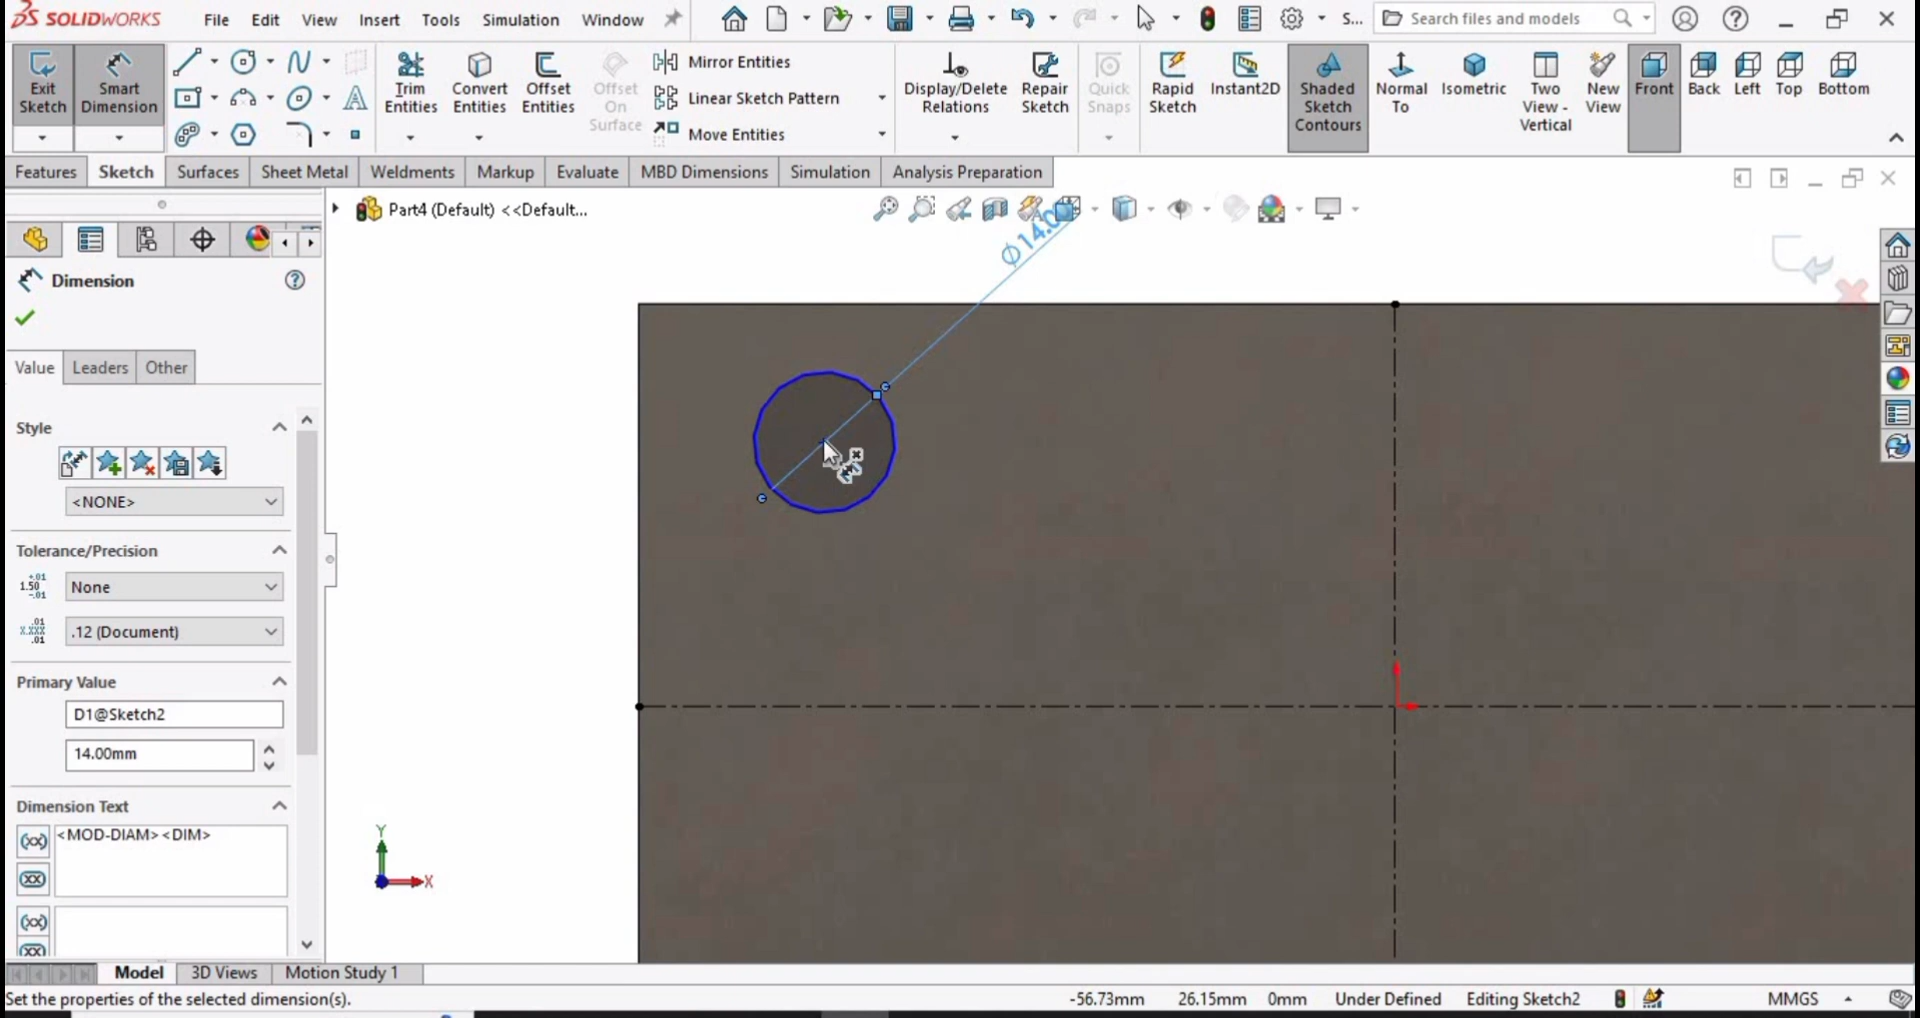 SOLIDWORKS File Edit View Insert Tools Simulation Window S... Search files and models
Exit Sketch
Smart Dimension
Trim Entities
Convert Entities
Offset Entities
Offset On Surface
Mirror Entities
Linear Sketch Pattern
Move Entities
Display/Delete Relations
Repair Sketch
Quick Snaps
Rapid Sketch
Instant2D
Shaded Sketch Contours
Normal To
Isometric
Two View - Vertical
New View
Front
Back
Left
Top
Bottom
Features Sketch Surfaces Sheet Metal Weldments Markup Evaluate MBD Dimensions Simulation Analysis Preparation
Part4 (Default) <<Default...
Dimension
Value Leaders Other
Style
<NONE>
Tolerance/Precision
None
.12 (Document)
Primary Value
D1@Sketch2
14.00mm
Dimension Text
<MOD-DIAM><DIM>
Y
X
Model 3D Views Motion Study 1
Set the properties of the selected dimension(s). -56.73mm 26.15mm 0mm Under Defined Editing Sketch2 MMGS